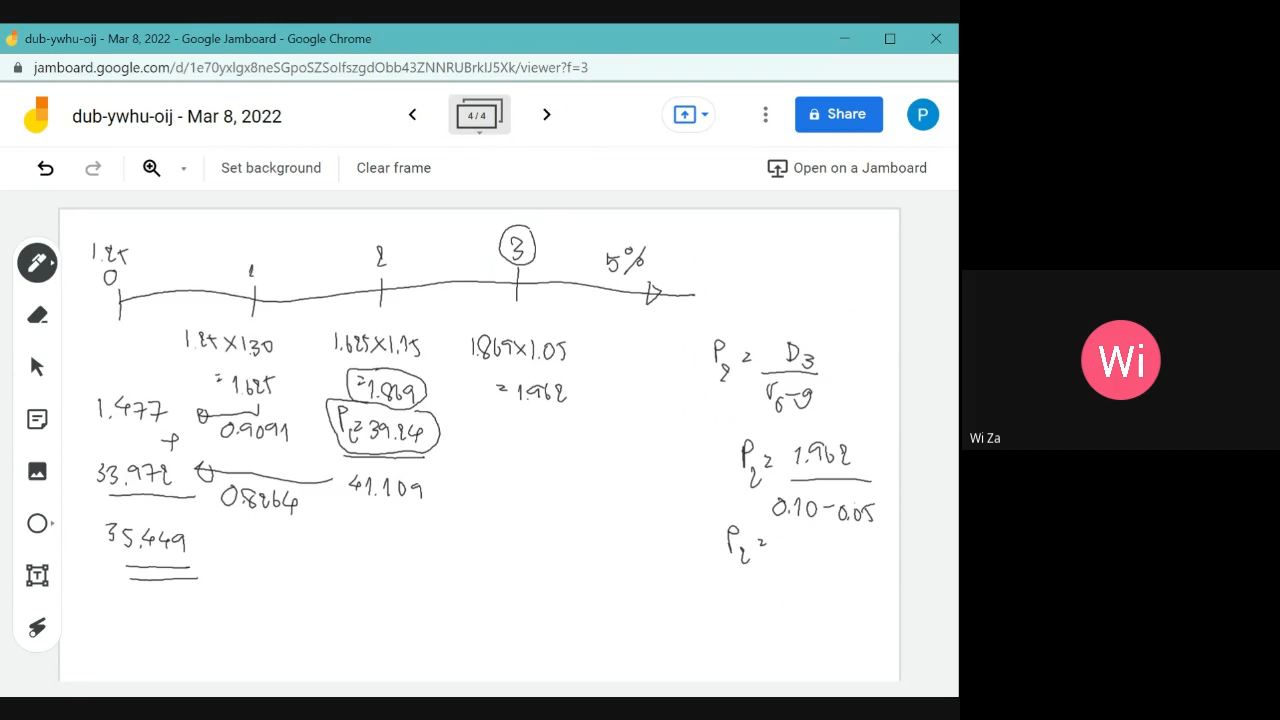 dub-ywhu-oij - Mar 8, 2022 - Google Jamboard - Google Chrome
jamboard.google.com/d/1e70yxlgx8neSGpoSZSolfszgdObb43ZNNRUBrkIJ5Xk/viewer?f=3
dub-ywhu-oij - Mar 8, 2022
4 / 4
Share
P
Set background
Clear frame
Open on a Jamboard
1.25
0
1
2
3
5%
1.25 × 1.30
= 1.625
1.625 × 1.15
= 1.869
1.869 × 1.05
= 1.962
P2 = 39.24
1.477
0.9091
+
33.972
0.8264
41.109
35.449
P2 = D3
rs - g
P2 = 1.962
0.10 - 0.05
P2 =
Wi
Wi Za